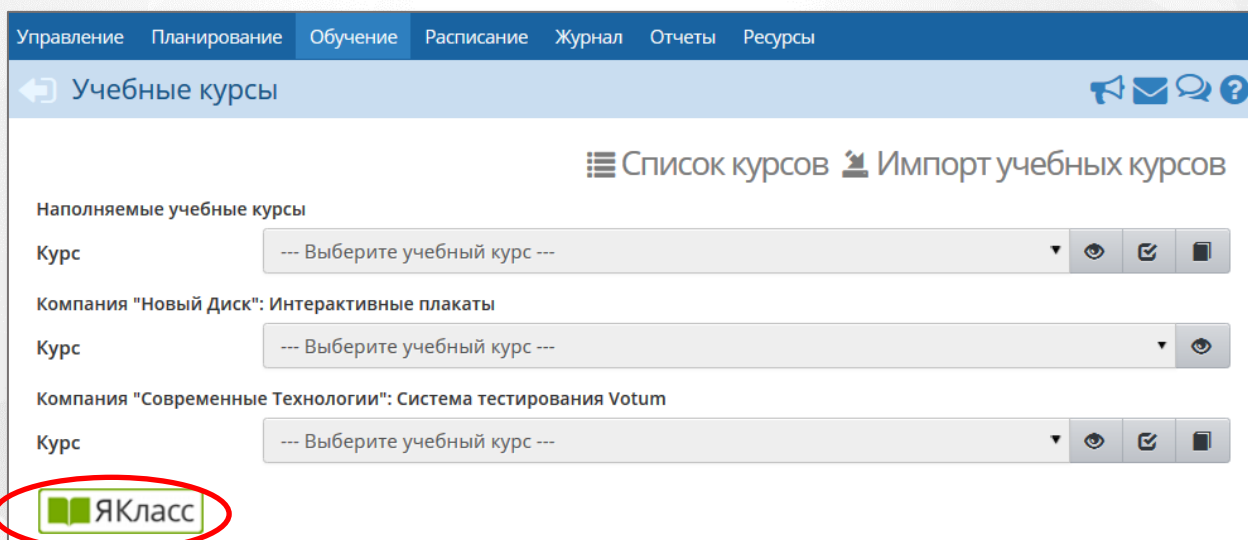 Управление Планирование Обучение Расписание Журнал Отчеты Ресурсы
Учебные курсы
Список курсов Импорт учебных курсов
Наполняемые учебные курсы
Курс --- Выберите учебный курс ---
Компания "Новый Диск": Интерактивные плакаты
Курс --- Выберите учебный курс ---
Компания "Современные Технологии": Система тестирования Votum
Курс --- Выберите учебный курс ---
ЯКласс